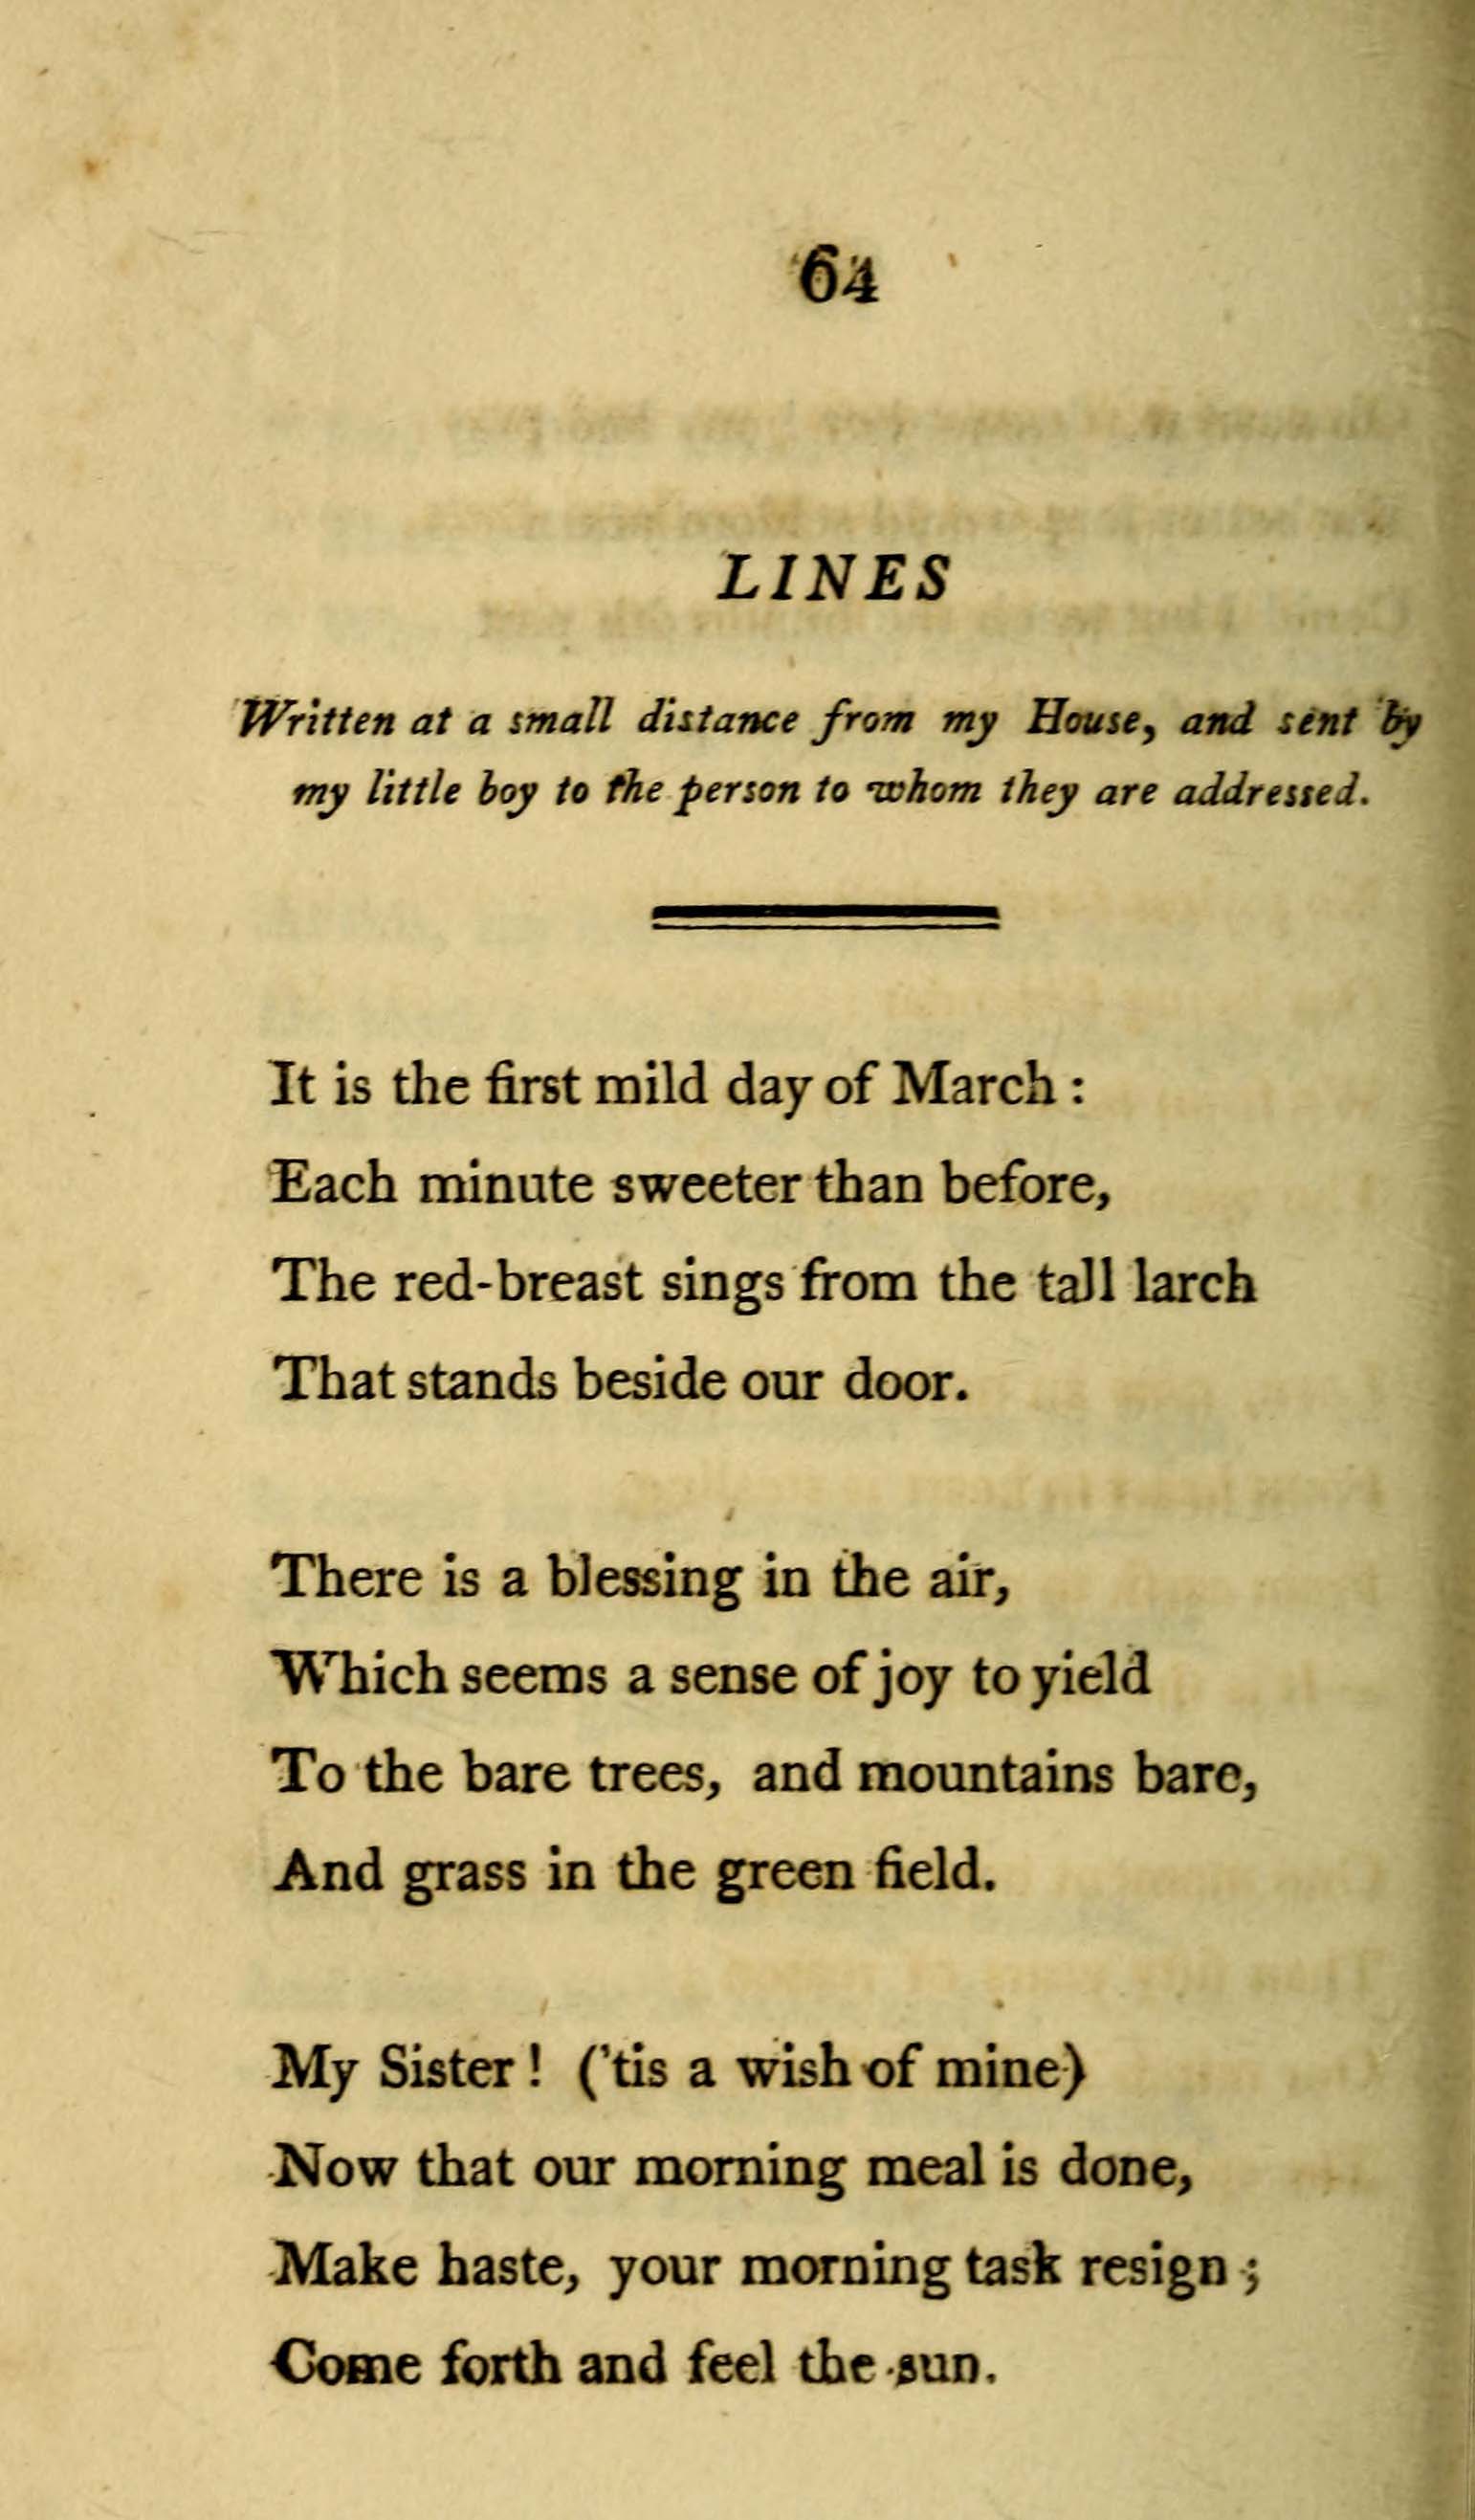 64
LINES
Written at a small distance from my House, and sent by
my little boy to the person to whom they are addressed.
It is the first mild day of March :
Each minute sweeter than before,
The red-breast sings from the tall larch
That stands beside our door.
There is a blessing in the air,
Which seems a sense of joy to yield
To the bare trees, and mountains bare,
And grass in the green field.
My Sister ! ('tis a wish of mine)
Now that our morning meal is done,
Make haste, your morning task resign ;
Come forth and feel the sun.